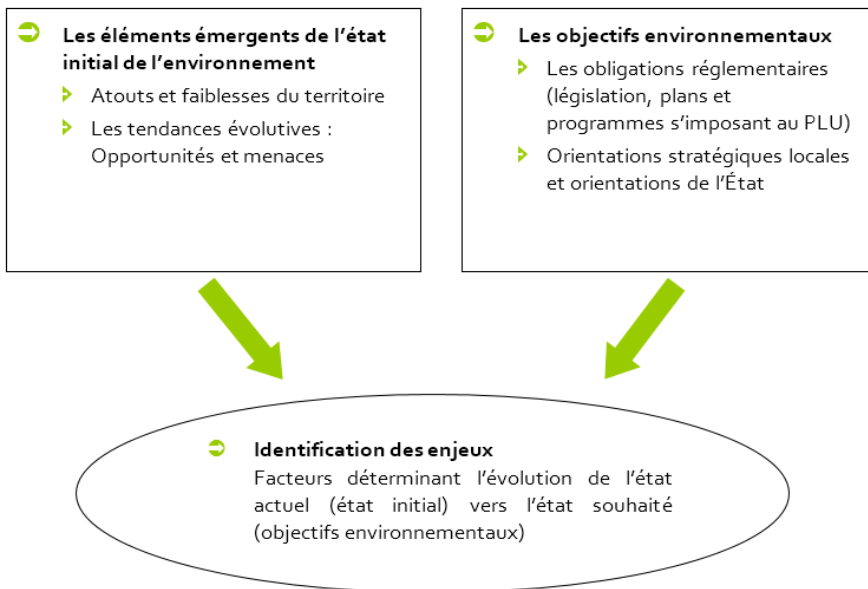 Les éléments émergents de l'état
initial de l'environnement
Atouts et faiblesses du territoire
Les tendances évolutives :
Opportunités et menaces
Les objectifs environnementaux
Les obligations réglementaires
(législation, plans et
programmes s'imposant au PLU)
Orientations stratégiques locales
et orientations de l'État
Identification des enjeux
Facteurs déterminant l'évolution de l'état
actuel (état initial) vers l'état souhaité
(objectifs environnementaux)